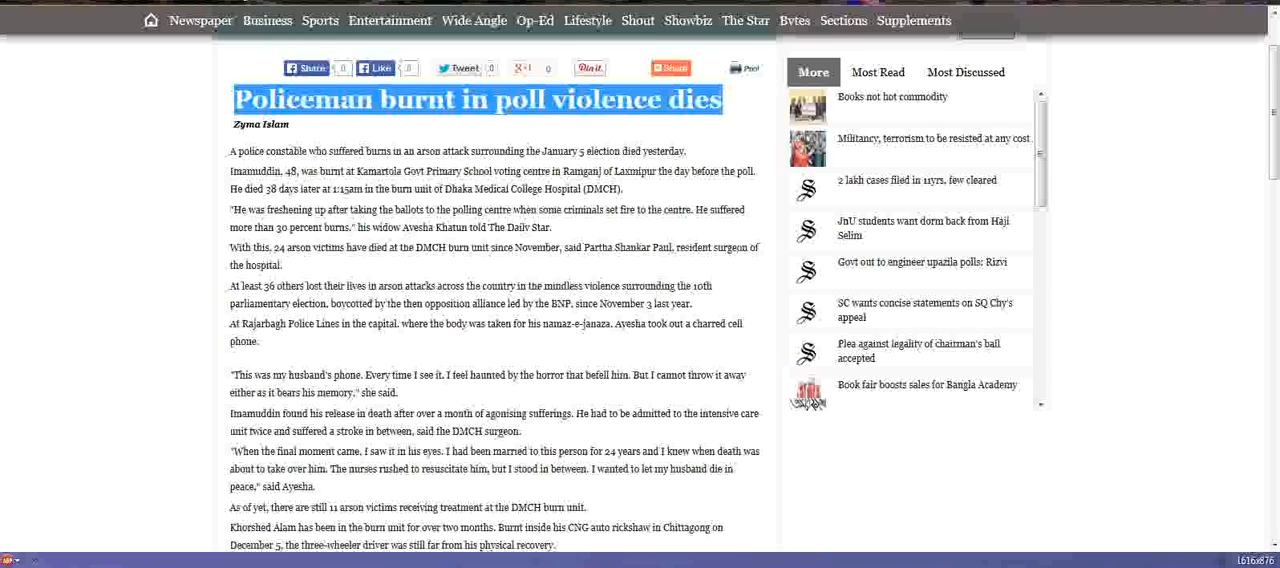 Newspaper Business Sports Entertainment Wide Angle Op-Ed Lifestyle Shout Showbiz The Star Bytes Sections Supplements
Share 0 Like 0 Tweet 0 +1 0 Pin it Share Print
Policeman burnt in poll violence dies
Zyma Islam
A police constable who suffered burns in an arson attack surrounding the January 5 election died yesterday.
Imamuddin, 48, was burnt at Kamartola Govt Primary School voting centre in Ramganj of Laxmipur the day before the poll.
He died 38 days later at 1:15am in the burn unit of Dhaka Medical College Hospital (DMCH).
"He was freshening up after taking the ballots to the polling centre when some criminals set fire to the centre. He suffered
more than 30 percent burns," his widow Ayesha Khatun told The Daily Star.
With this, 24 arson victims have died at the DMCH burn unit since November, said Partha Shankar Paul, resident surgeon of
the hospital.
At least 36 others lost their lives in arson attacks across the country in the mindless violence surrounding the 10th
parliamentary election, boycotted by the then opposition alliance led by the BNP, since November 3 last year.
At Rajarbagh Police Lines in the capital, where the body was taken for his namaz-e-janaza, Ayesha took out a charred cell
phone.
"This was my husband's phone. Every time I see it, I feel haunted by the horror that befell him. But I cannot throw it away
either as it bears his memory," she said.
Imamuddin found his release in death after over a month of agonising sufferings. He had to be admitted to the intensive care
unit twice and suffered a stroke in between, said the DMCH surgeon.
"When the final moment came, I saw it in his eyes. I had been married to this person for 24 years and I knew when death was
about to take over him. The nurses rushed to resuscitate him, but I stood in between. I wanted to let my husband die in
peace," said Ayesha.
As of yet, there are still 11 arson victims receiving treatment at the DMCH burn unit.
Khorshed Alam has been in the burn unit for over two months. Burnt inside his CNG auto rickshaw in Chittagong on
December 5, the three-wheeler driver was still far from his physical recovery.
More Most Read Most Discussed
Books not hot commodity
Militancy, terrorism to be resisted at any cost
2 lakh cases filed in 11yrs, few cleared
JnU students want dorm back from Haji
Selim
Govt out to engineer upazila polls: Rizvi
SC wants concise statements on SQ Chy's
appeal
Plea against legality of chairman's bail
accepted
Book fair boosts sales for Bangla Academy
ABP
1616x876